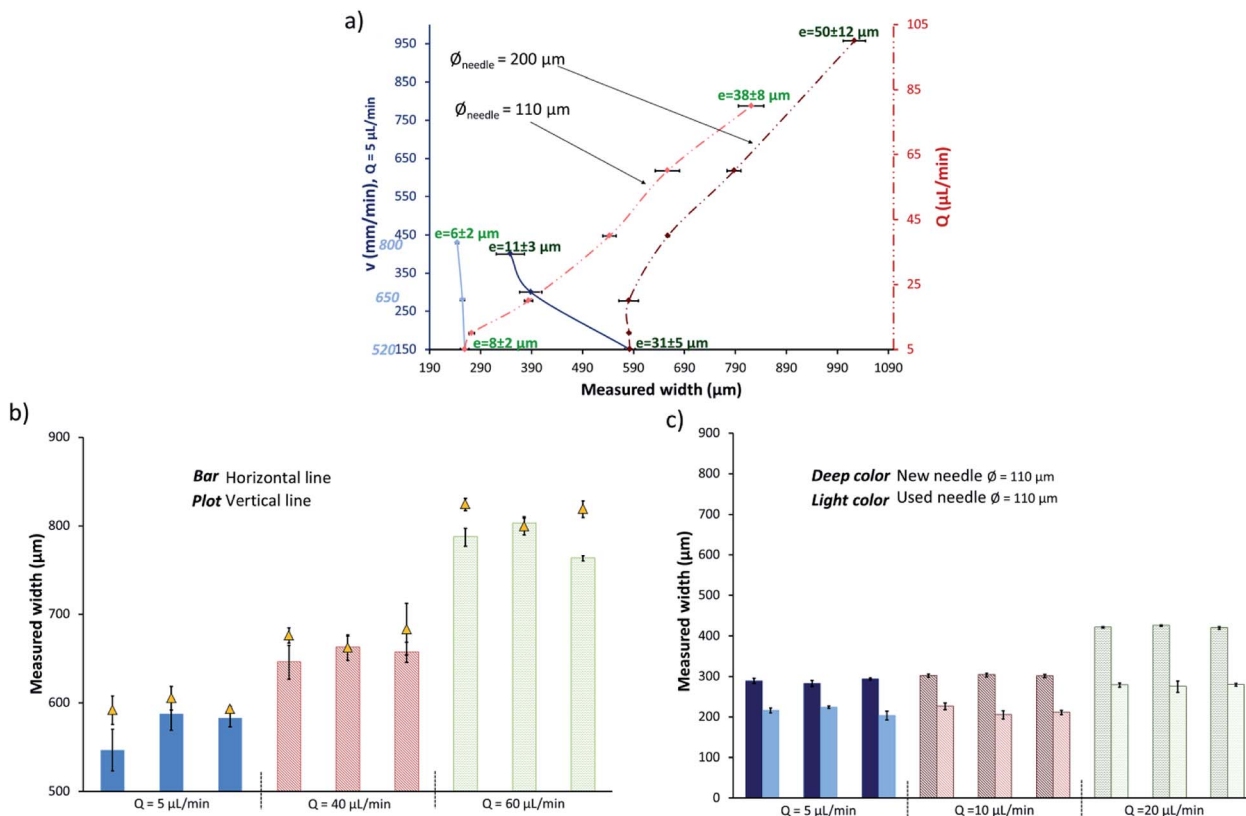 a)
950
850
750
650
550
450
350
250
150
800
650
520
v (mm/min), Q = 5 µL/min
Ø needle = 200 µm
Ø needle = 110 µm
e=50±12 µm
e=38±8 µm
e=6±2 µm
e=11±3 µm
e=8±2 µm
e=31±5 µm
105
85
65
45
25
5
Q (µL/min)
190 290 390 490 590 690 790 890 990 1090
Measured width (µm)
b)
900
800
700
600
500
Measured width (µm)
Bar Horizontal line
Plot Vertical line
Q = 5 µL/min Q = 40 µL/min Q = 60 µL/min
c)
900
800
700
600
500
400
300
200
100
0
Measured width (µm)
Deep color New needle Ø = 110 µm
Light color Used needle Ø = 110 µm
Q = 5 µL/min Q =10 µL/min Q =20 µL/min